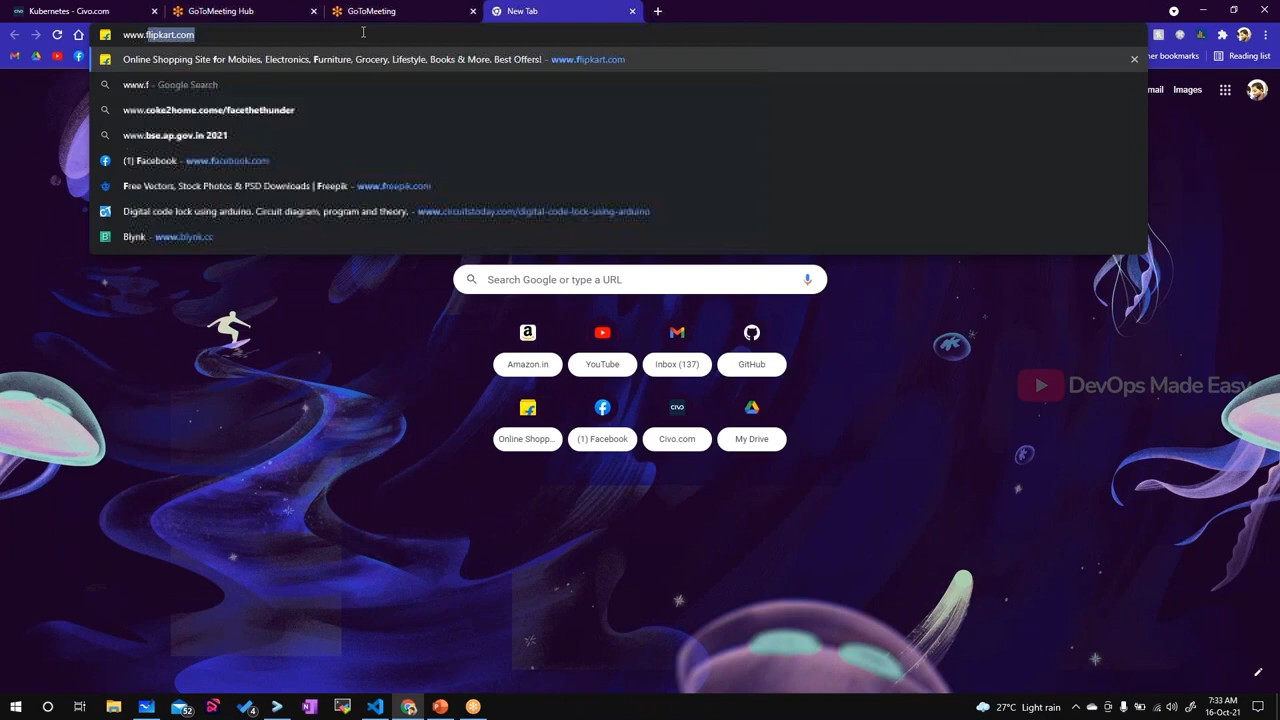 Kubernetes - Civo.com
GoToMeeting Hub
GoToMeeting
New Tab
www.flipkart.com
Online Shopping Site for Mobiles, Electronics, Furniture, Grocery, Lifestyle, Books & More. Best Offers! - www.flipkart.com
www.f - Google Search
www.coke2home.come/facethethunder
www.bse.ap.gov.in 2021
(1) Facebook - www.facebook.com
Free Vectors, Stock Photos & PSD Downloads | Freepik - www.freepik.com
Digital code lock using arduino. Circuit diagram, program and theory. - www.circuitstoday.com/digital-code-lock-using-arduino
Blynk - www.blynk.cc
bookmarks
Reading list
mail Images
Search Google or type a URL
Amazon.in
YouTube
Inbox (137)
GitHub
DevOps Made Easy
Online Shopp...
(1) Facebook
CIVO
Civo.com
My Drive
52
4
27°C Light rain
7:33 AM
16-Oct-21